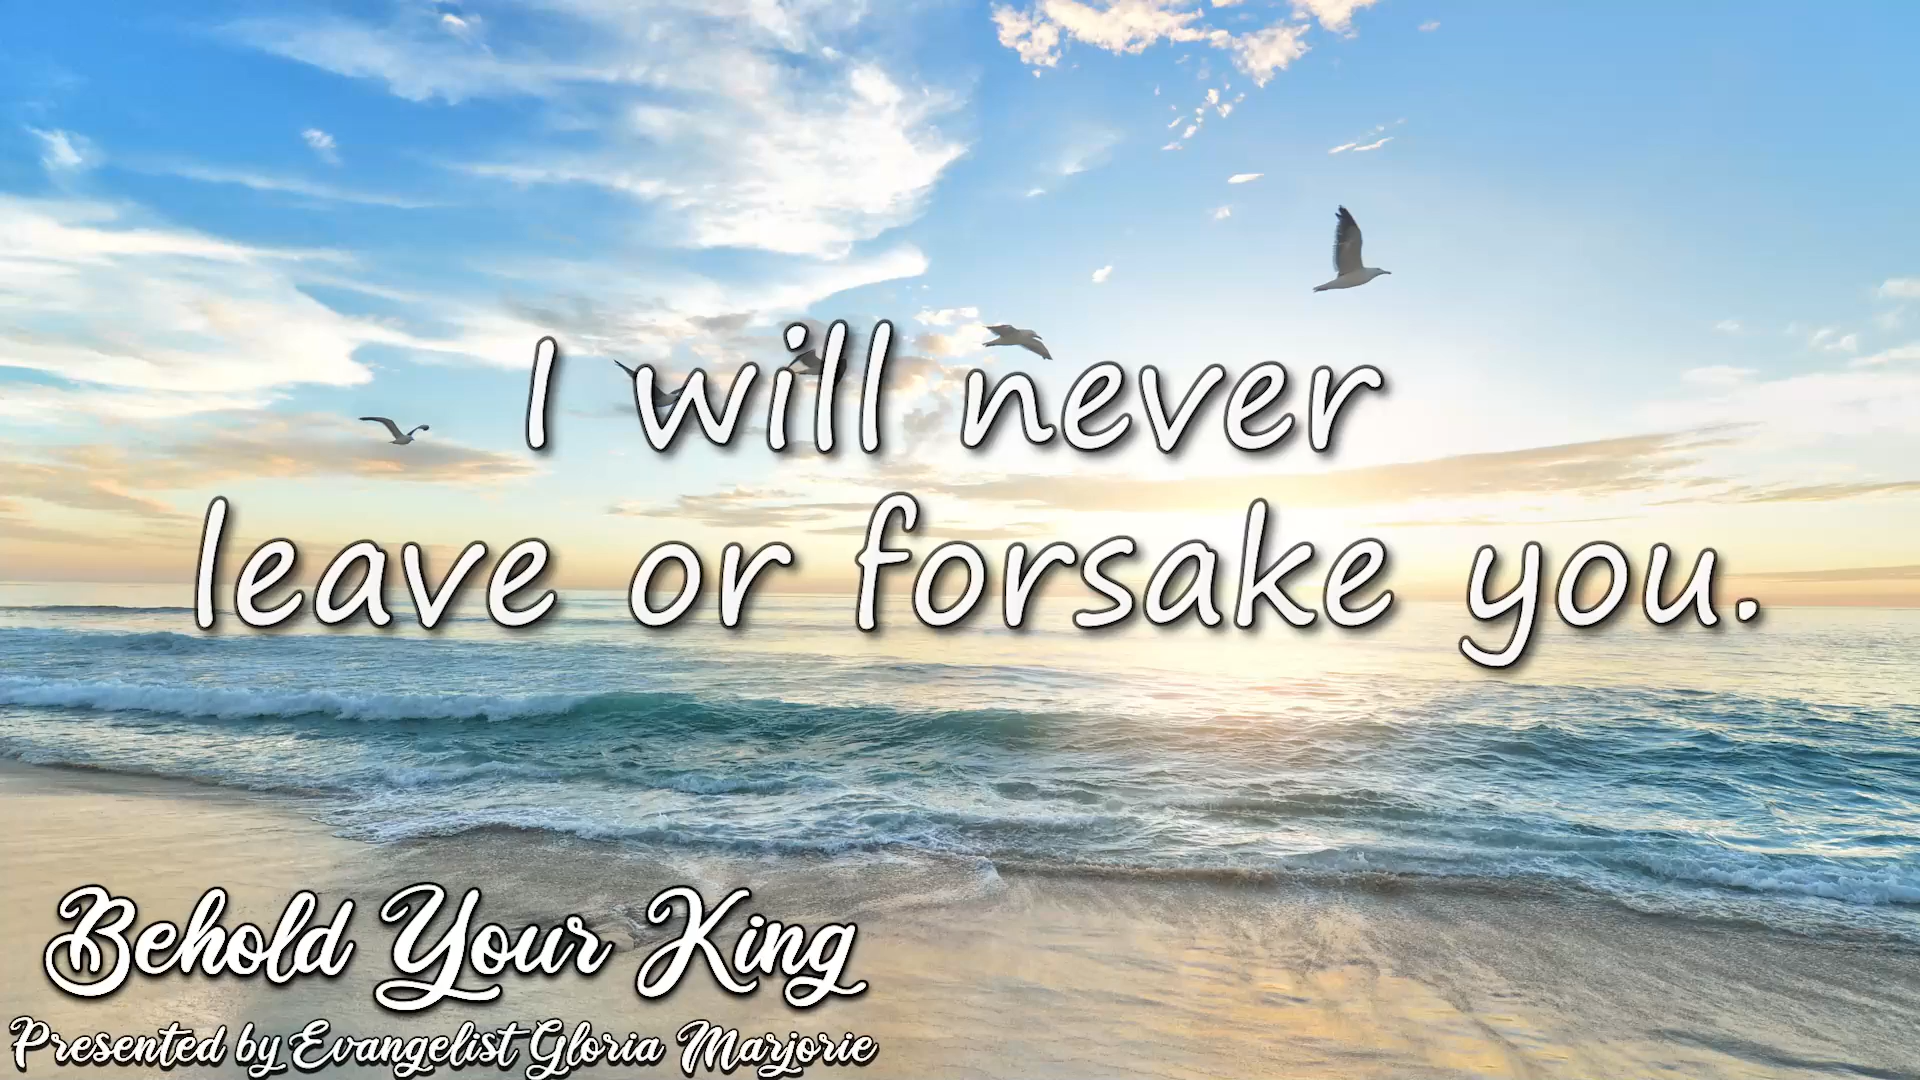 I will never
leave or forsake you.
Behold Your King
Presented by Evangelist Gloria Marjorie